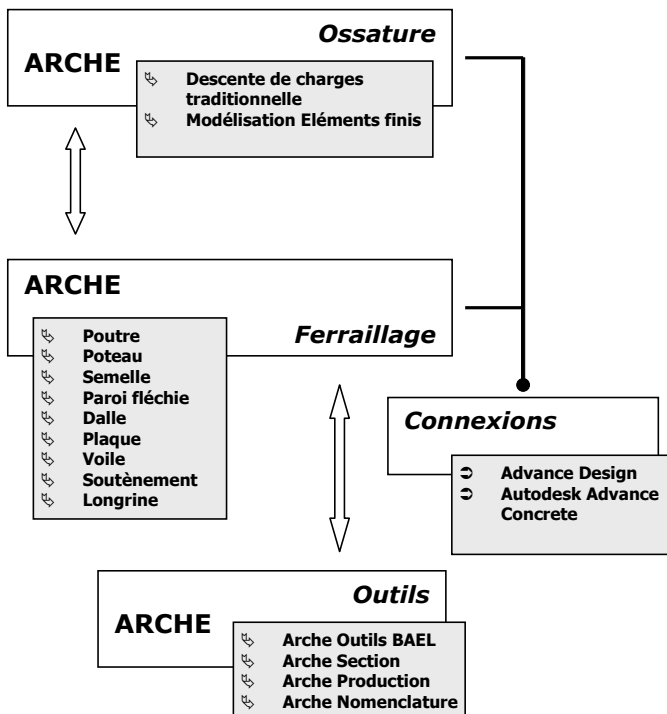 Ossature
ARCHE
Descente de charges
traditionnelle
Modélisation Eléments finis
ARCHE
Ferraillage
Poutre
Poteau
Semelle
Paroi fléchie
Dalle
Plaque
Voile
Soutènement
Longrine
Connexions
Advance Design
Autodesk Advance
Concrete
Outils
ARCHE
Arche Outils BAEL
Arche Section
Arche Production
Arche Nomenclature